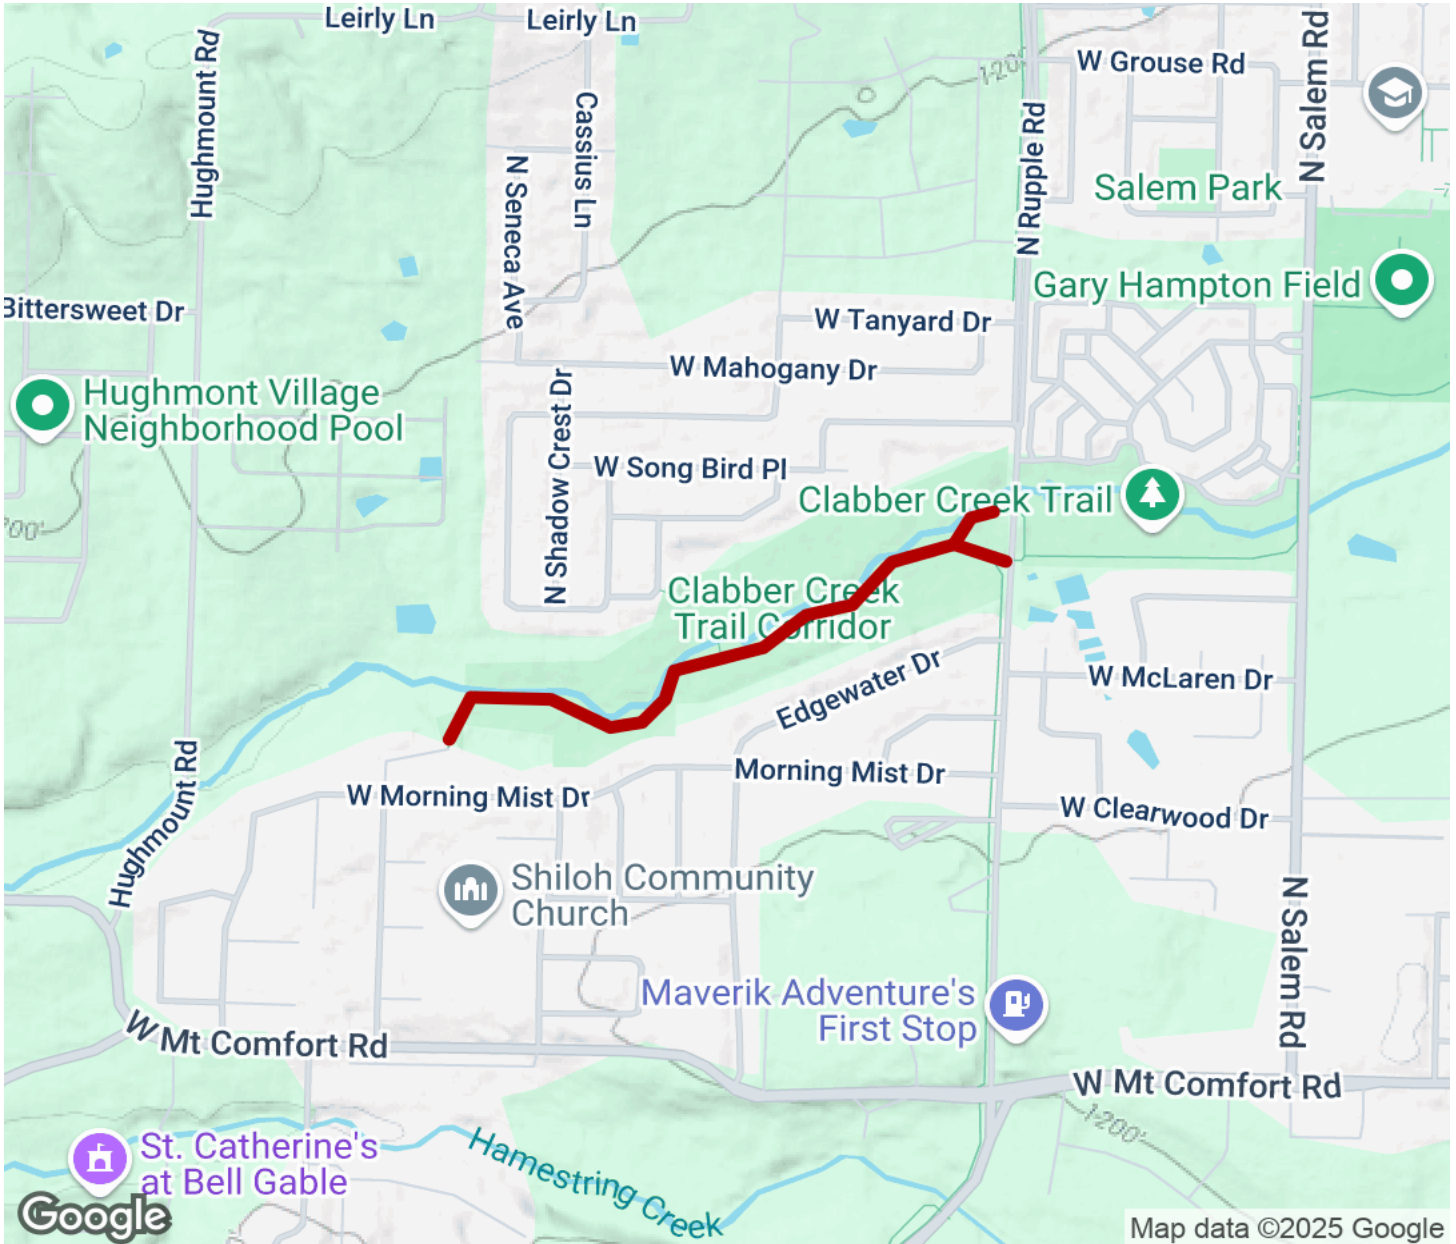 Leirly Ln
Leirly Ln
Hughmount Rd
Cassius Ln
N Seneca Ave
1200'
W Grouse Rd
N Salem Rd
N Rupple Rd
Salem Park
Gary Hampton Field
Bittersweet Dr
W Tanyard Dr
W Mahogany Dr
Hughmont Village
Neighborhood Pool
N Shadow Crest Dr
W Song Bird Pl
Clabber Creek Trail
Clabber Creek
Trail Corridor
Edgewater Dr
W McLaren Dr
Hughmount Rd
W Morning Mist Dr
Morning Mist Dr
W Clearwood Dr
Shiloh Community
Church
N Salem Rd
Maverik Adventure's
First Stop
W Mt Comfort Rd
W Mt Comfort Rd
1200'
St. Catherine's
at Bell Gable
Hamestring Creek
Google
Map data ©2025 Google